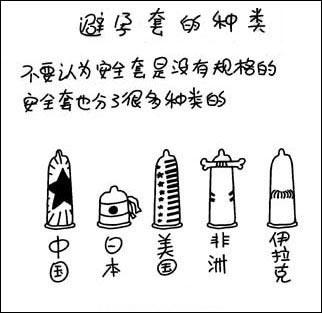 避孕套的种类
不要认为安全套是没有规格的
安全套也分了很多种类的
中国
日本
美国
非洲
伊拉克